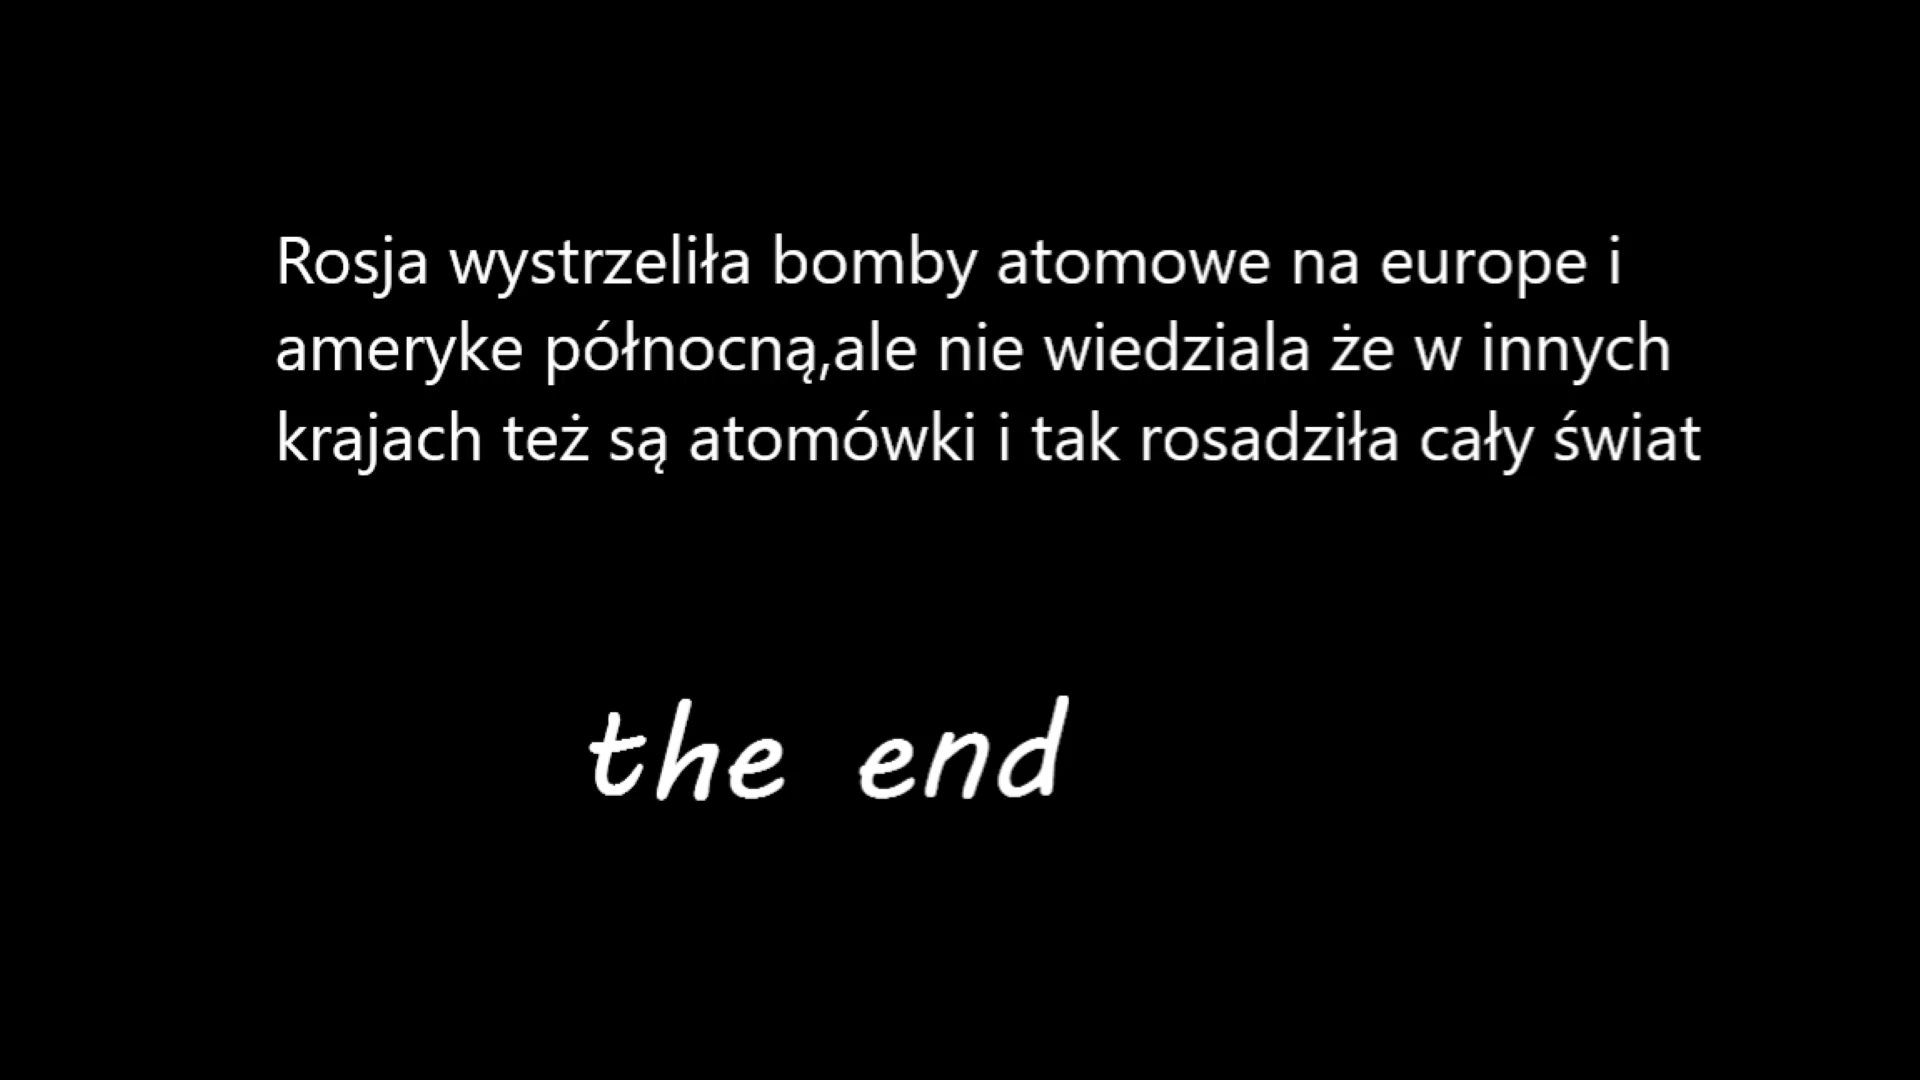 Rosja wystrzeliła bomby atomowe na europe i
ameryke północną,ale nie wiedziala że w innych
krajach też są atomówki i tak rosadziła cały świat
the end